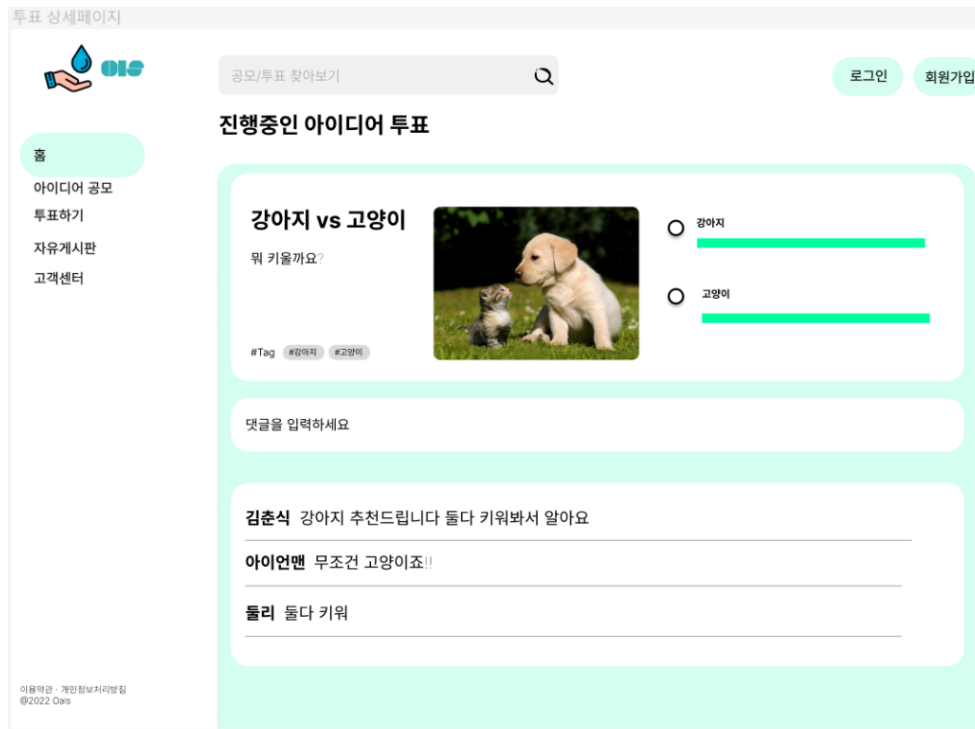 투표 상세페이지
OIS
공모/투표 찾아보기
로그인
회원가입
진행중인 아이디어 투표
홈
아이디어 공모
투표하기
자유게시판
고객센터
강아지 vs 고양이
뭐 키울까요?
#Tag #강아지 #고양이
강아지
고양이
댓글을 입력하세요
김춘식 강아지 추천드립니다 둘다 키워봐서 알아요
아이언맨 무조건 고양이죠!!
둘리 둘다 키워
이용약관 · 개인정보처리방침
@2022 Oais